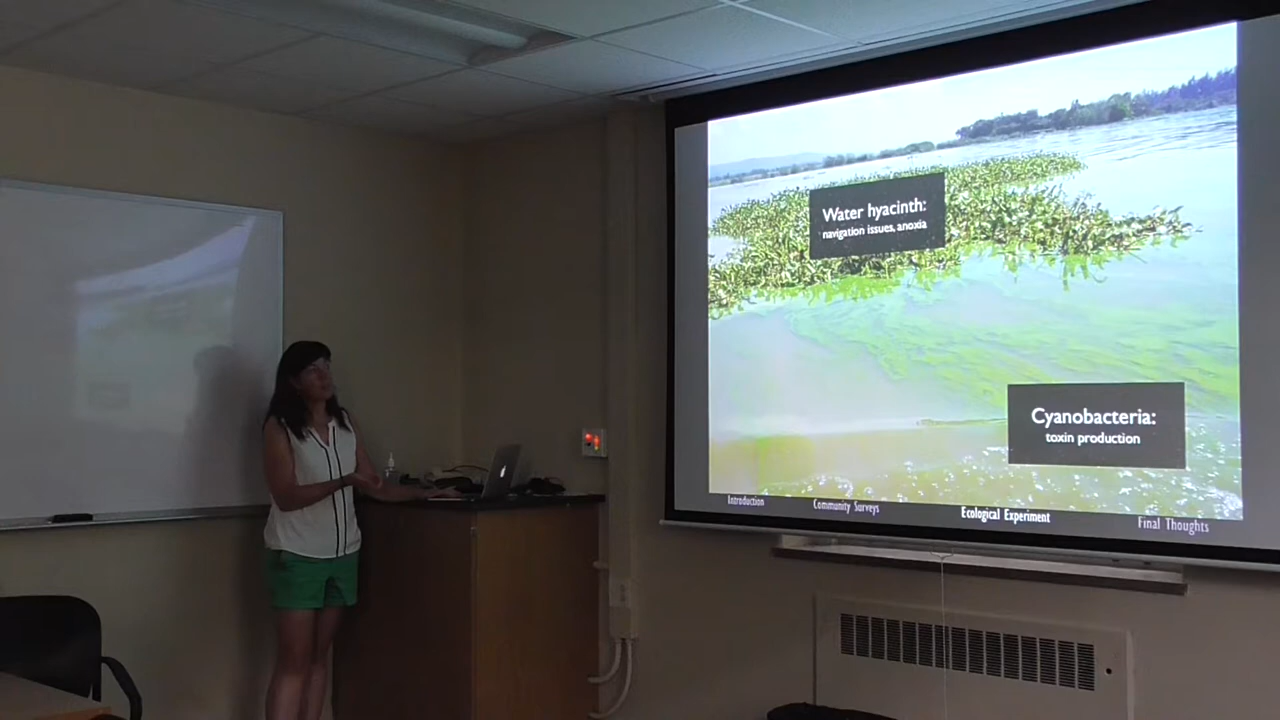 Water hyacinth:
navigation issues, anoxia
Cyanobacteria:
toxin production
Introduction
Community Surveys
Ecological Experiment
Final Thoughts